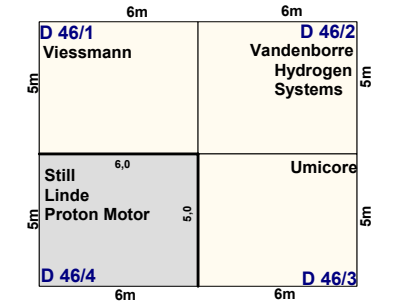 6m 6m
D 46/1
Viessmann
5m
D 46/2
Vandenborre
Hydrogen
Systems
5m
6,0
Still
Linde
Proton Motor
5,0
5m
D 46/4
Umicore
5m
D 46/3
6m 6m